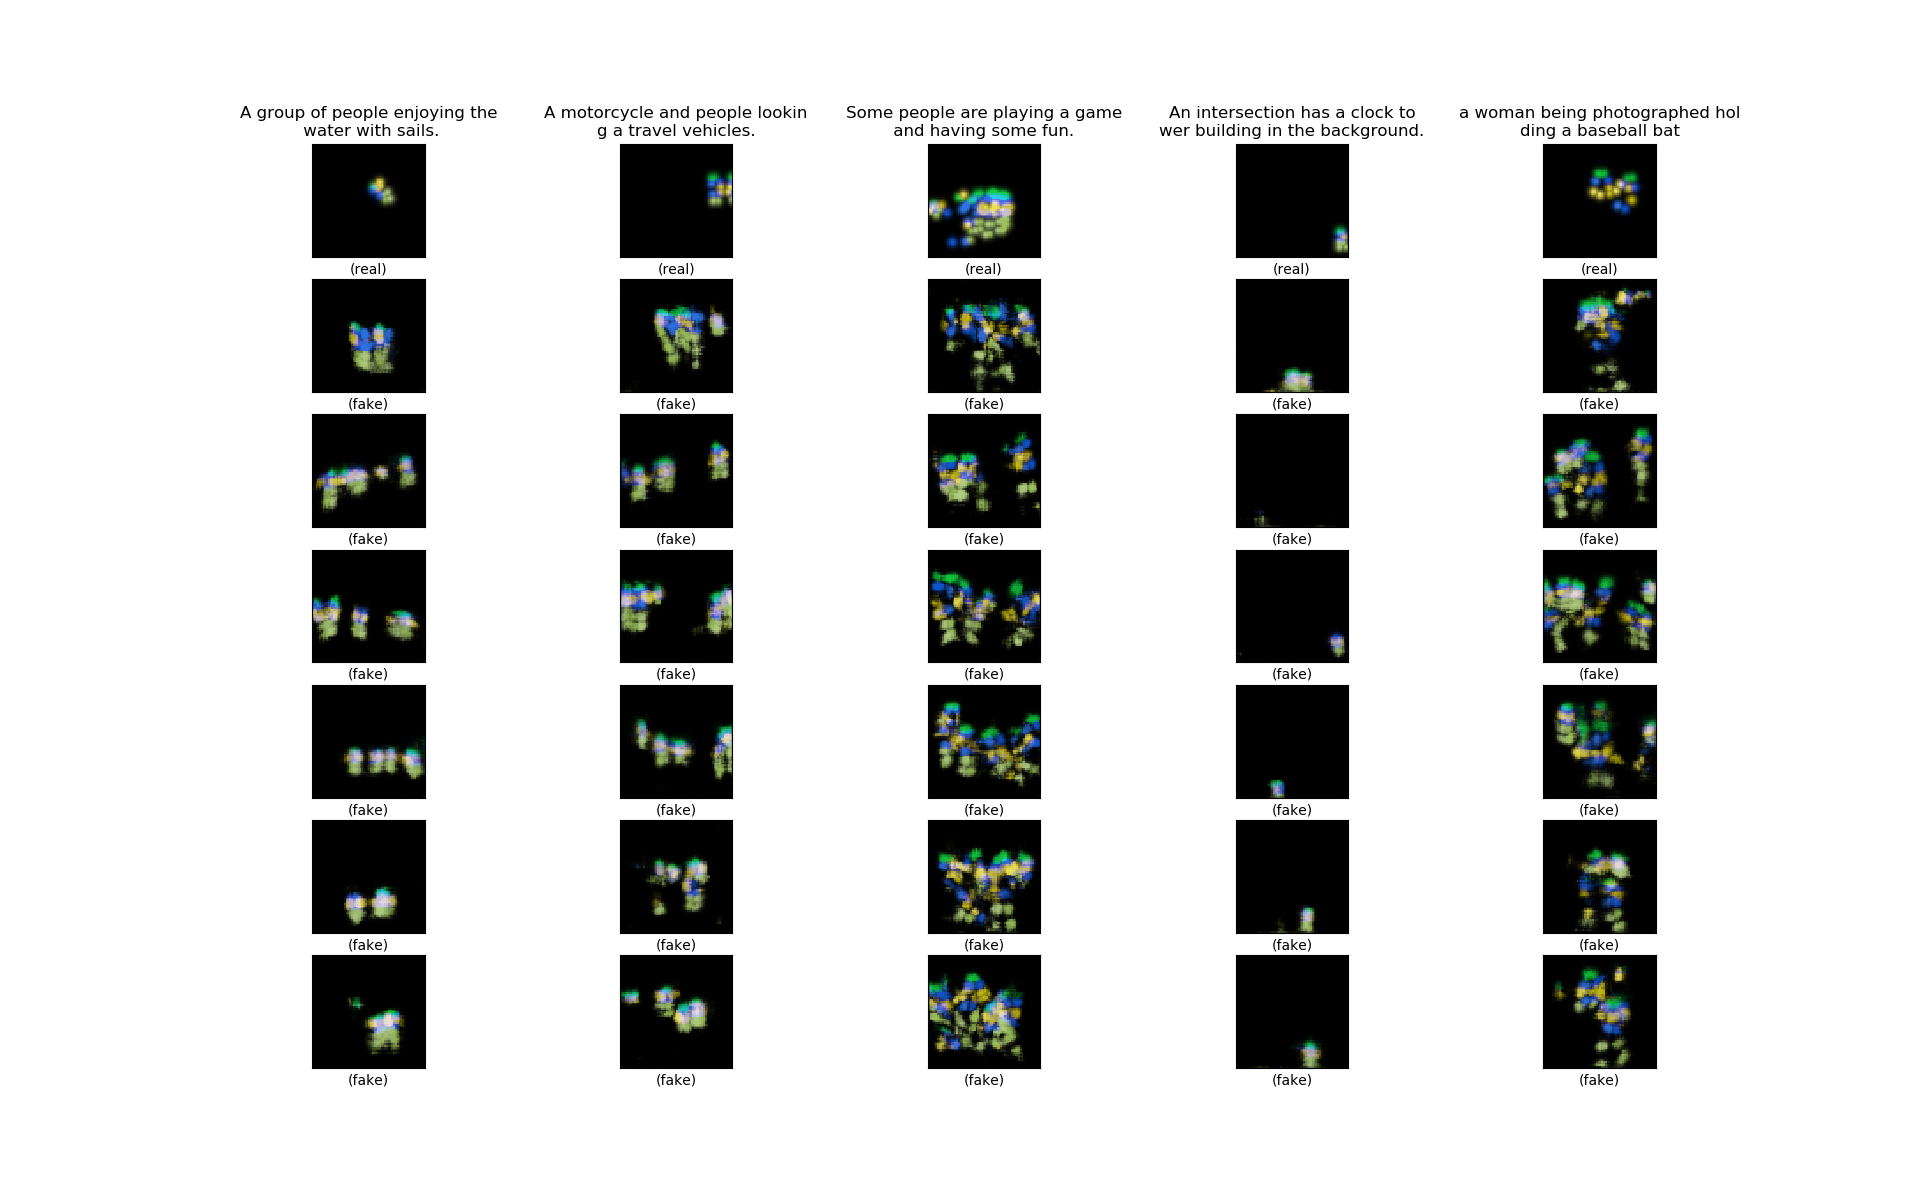 A group of people enjoying the
water with sails.
A motorcycle and people lookin
g a travel vehicles.
Some people are playing a game
and having some fun.
An intersection has a clock to
wer building in the background.
a woman being photographed hol
ding a baseball bat
(real) (real) (real) (real) (real)
(fake) (fake) (fake) (fake) (fake)
(fake) (fake) (fake) (fake) (fake)
(fake) (fake) (fake) (fake) (fake)
(fake) (fake) (fake) (fake) (fake)
(fake) (fake) (fake) (fake) (fake)
(fake) (fake) (fake) (fake) (fake)